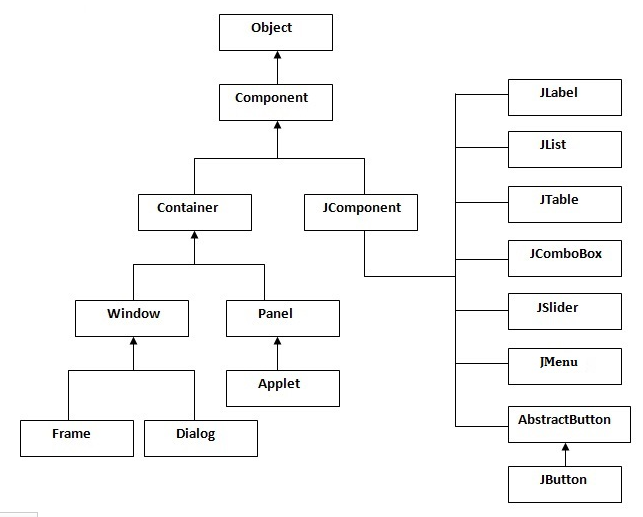 Object
Component
Container
JComponent
Window
Panel
Applet
Frame
Dialog
JLabel
JList
JTable
JComboBox
JSlider
JMenu
AbstractButton
JButton